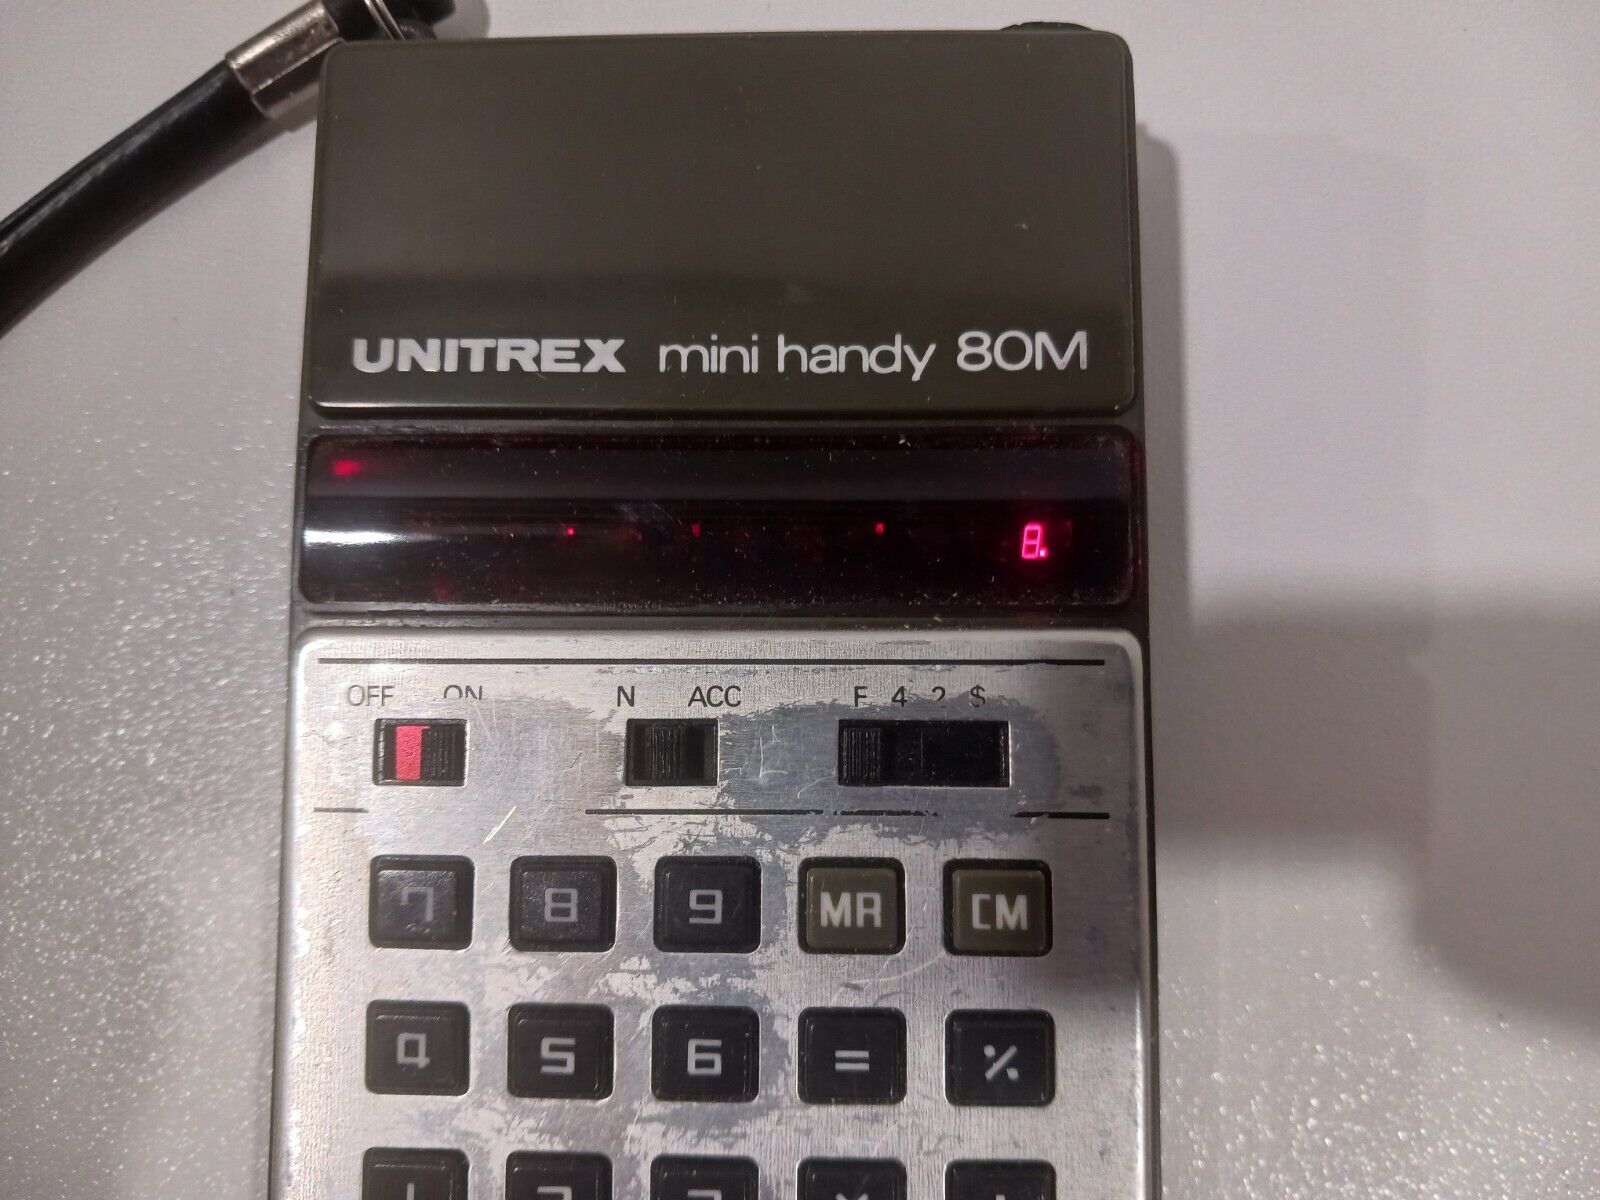 UNITREX mini handy 80M
8.
OFF ON N ACC F 4 2 $
7 8 9 MR CM
4 5 6 = %